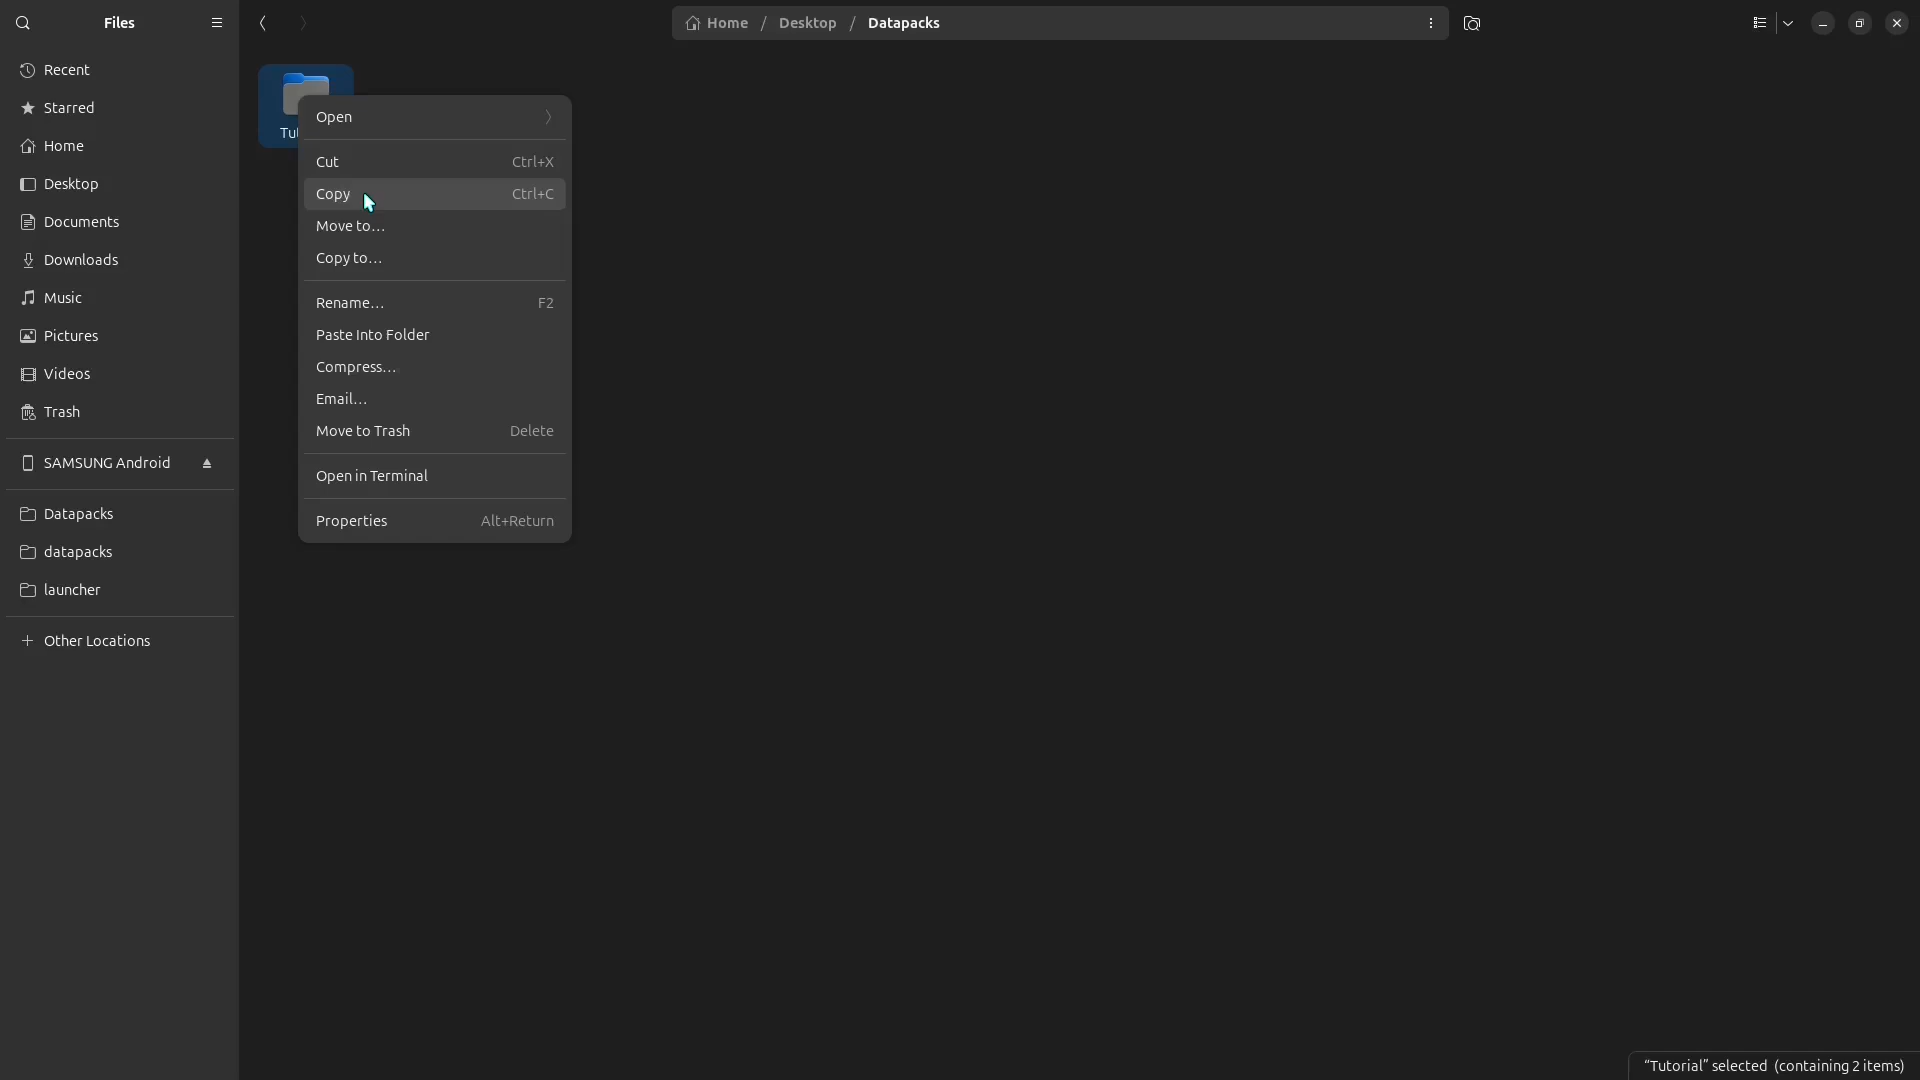 Files
Home / Desktop / Datapacks
Recent
Starred
Home
Desktop
Documents
Downloads
Music
Pictures
Videos
Trash
SAMSUNG Android
Datapacks
datapacks
launcher
Other Locations
Tu
Open
Cut Ctrl+X
Copy Ctrl+C
Move to…
Copy to…
Rename… F2
Paste Into Folder
Compress…
Email…
Move to Trash Delete
Open in Terminal
Properties Alt+Return
“Tutorial” selected (containing 2 items)